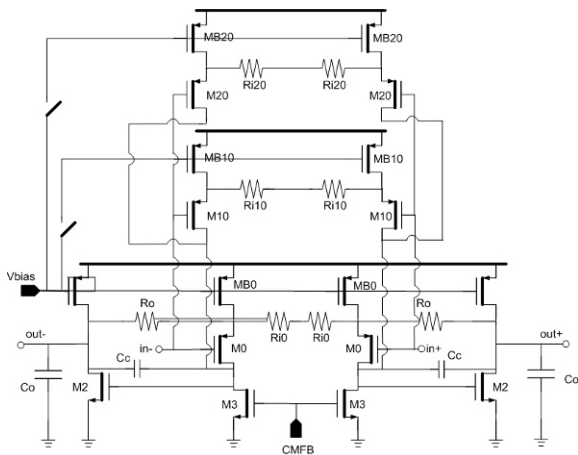 MB20 MB20
Ri20 Ri20
M20 M20
MB10 MB10
Ri10 Ri10
M10 M10
Vbias
MB0 MB0
Ro Ro
Ri0 Ri0
out- out+
in- M0 M0 in+
Cc Cc
Co Co
M2 M2
M3 M3
CMFB